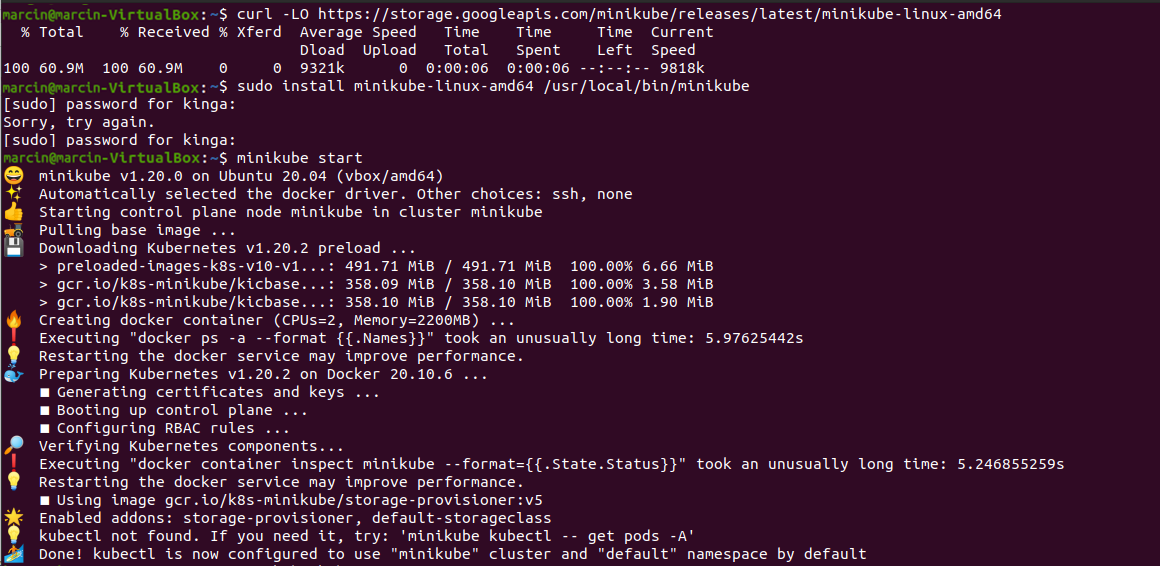 marcin@marcin-VirtualBox:~$ curl -LO https://storage.googleapis.com/minikube/releases/latest/minikube-linux-amd64
  % Total    % Received % Xferd  Average Speed   Time    Time     Time  Current
                                 Dload  Upload   Total   Spent    Left  Speed
100 60.9M  100 60.9M    0     0  9321k      0  0:00:06  0:00:06 --:--:-- 9818k
marcin@marcin-VirtualBox:~$ sudo install minikube-linux-amd64 /usr/local/bin/minikube
[sudo] password for kinga:
Sorry, try again.
[sudo] password for kinga:
marcin@marcin-VirtualBox:~$ minikube start
😄  minikube v1.20.0 on Ubuntu 20.04 (vbox/amd64)
✨  Automatically selected the docker driver. Other choices: ssh, none
👍  Starting control plane node minikube in cluster minikube
🚜  Pulling base image ...
💾  Downloading Kubernetes v1.20.2 preload ...
    > preloaded-images-k8s-v10-v1...: 491.71 MiB / 491.71 MiB  100.00% 6.66 MiB
    > gcr.io/k8s-minikube/kicbase...: 358.09 MiB / 358.10 MiB  100.00% 3.58 MiB
    > gcr.io/k8s-minikube/kicbase...: 358.10 MiB / 358.10 MiB  100.00% 1.90 MiB
🔥  Creating docker container (CPUs=2, Memory=2200MB) ...
❗  Executing "docker ps -a --format {{.Names}}" took an unusually long time: 5.97625442s
💡  Restarting the docker service may improve performance.
🐳  Preparing Kubernetes v1.20.2 on Docker 20.10.6 ...
    ■ Generating certificates and keys ...
    ■ Booting up control plane ...
    ■ Configuring RBAC rules ...
🔎  Verifying Kubernetes components...
❗  Executing "docker container inspect minikube --format={{.State.Status}}" took an unusually long time: 5.246855259s
💡  Restarting the docker service may improve performance.
    ■ Using image gcr.io/k8s-minikube/storage-provisioner:v5
🌟  Enabled addons: storage-provisioner, default-storageclass
💡  kubectl not found. If you need it, try: 'minikube kubectl -- get pods -A'
🏄  Done! kubectl is now configured to use "minikube" cluster and "default" namespace by default